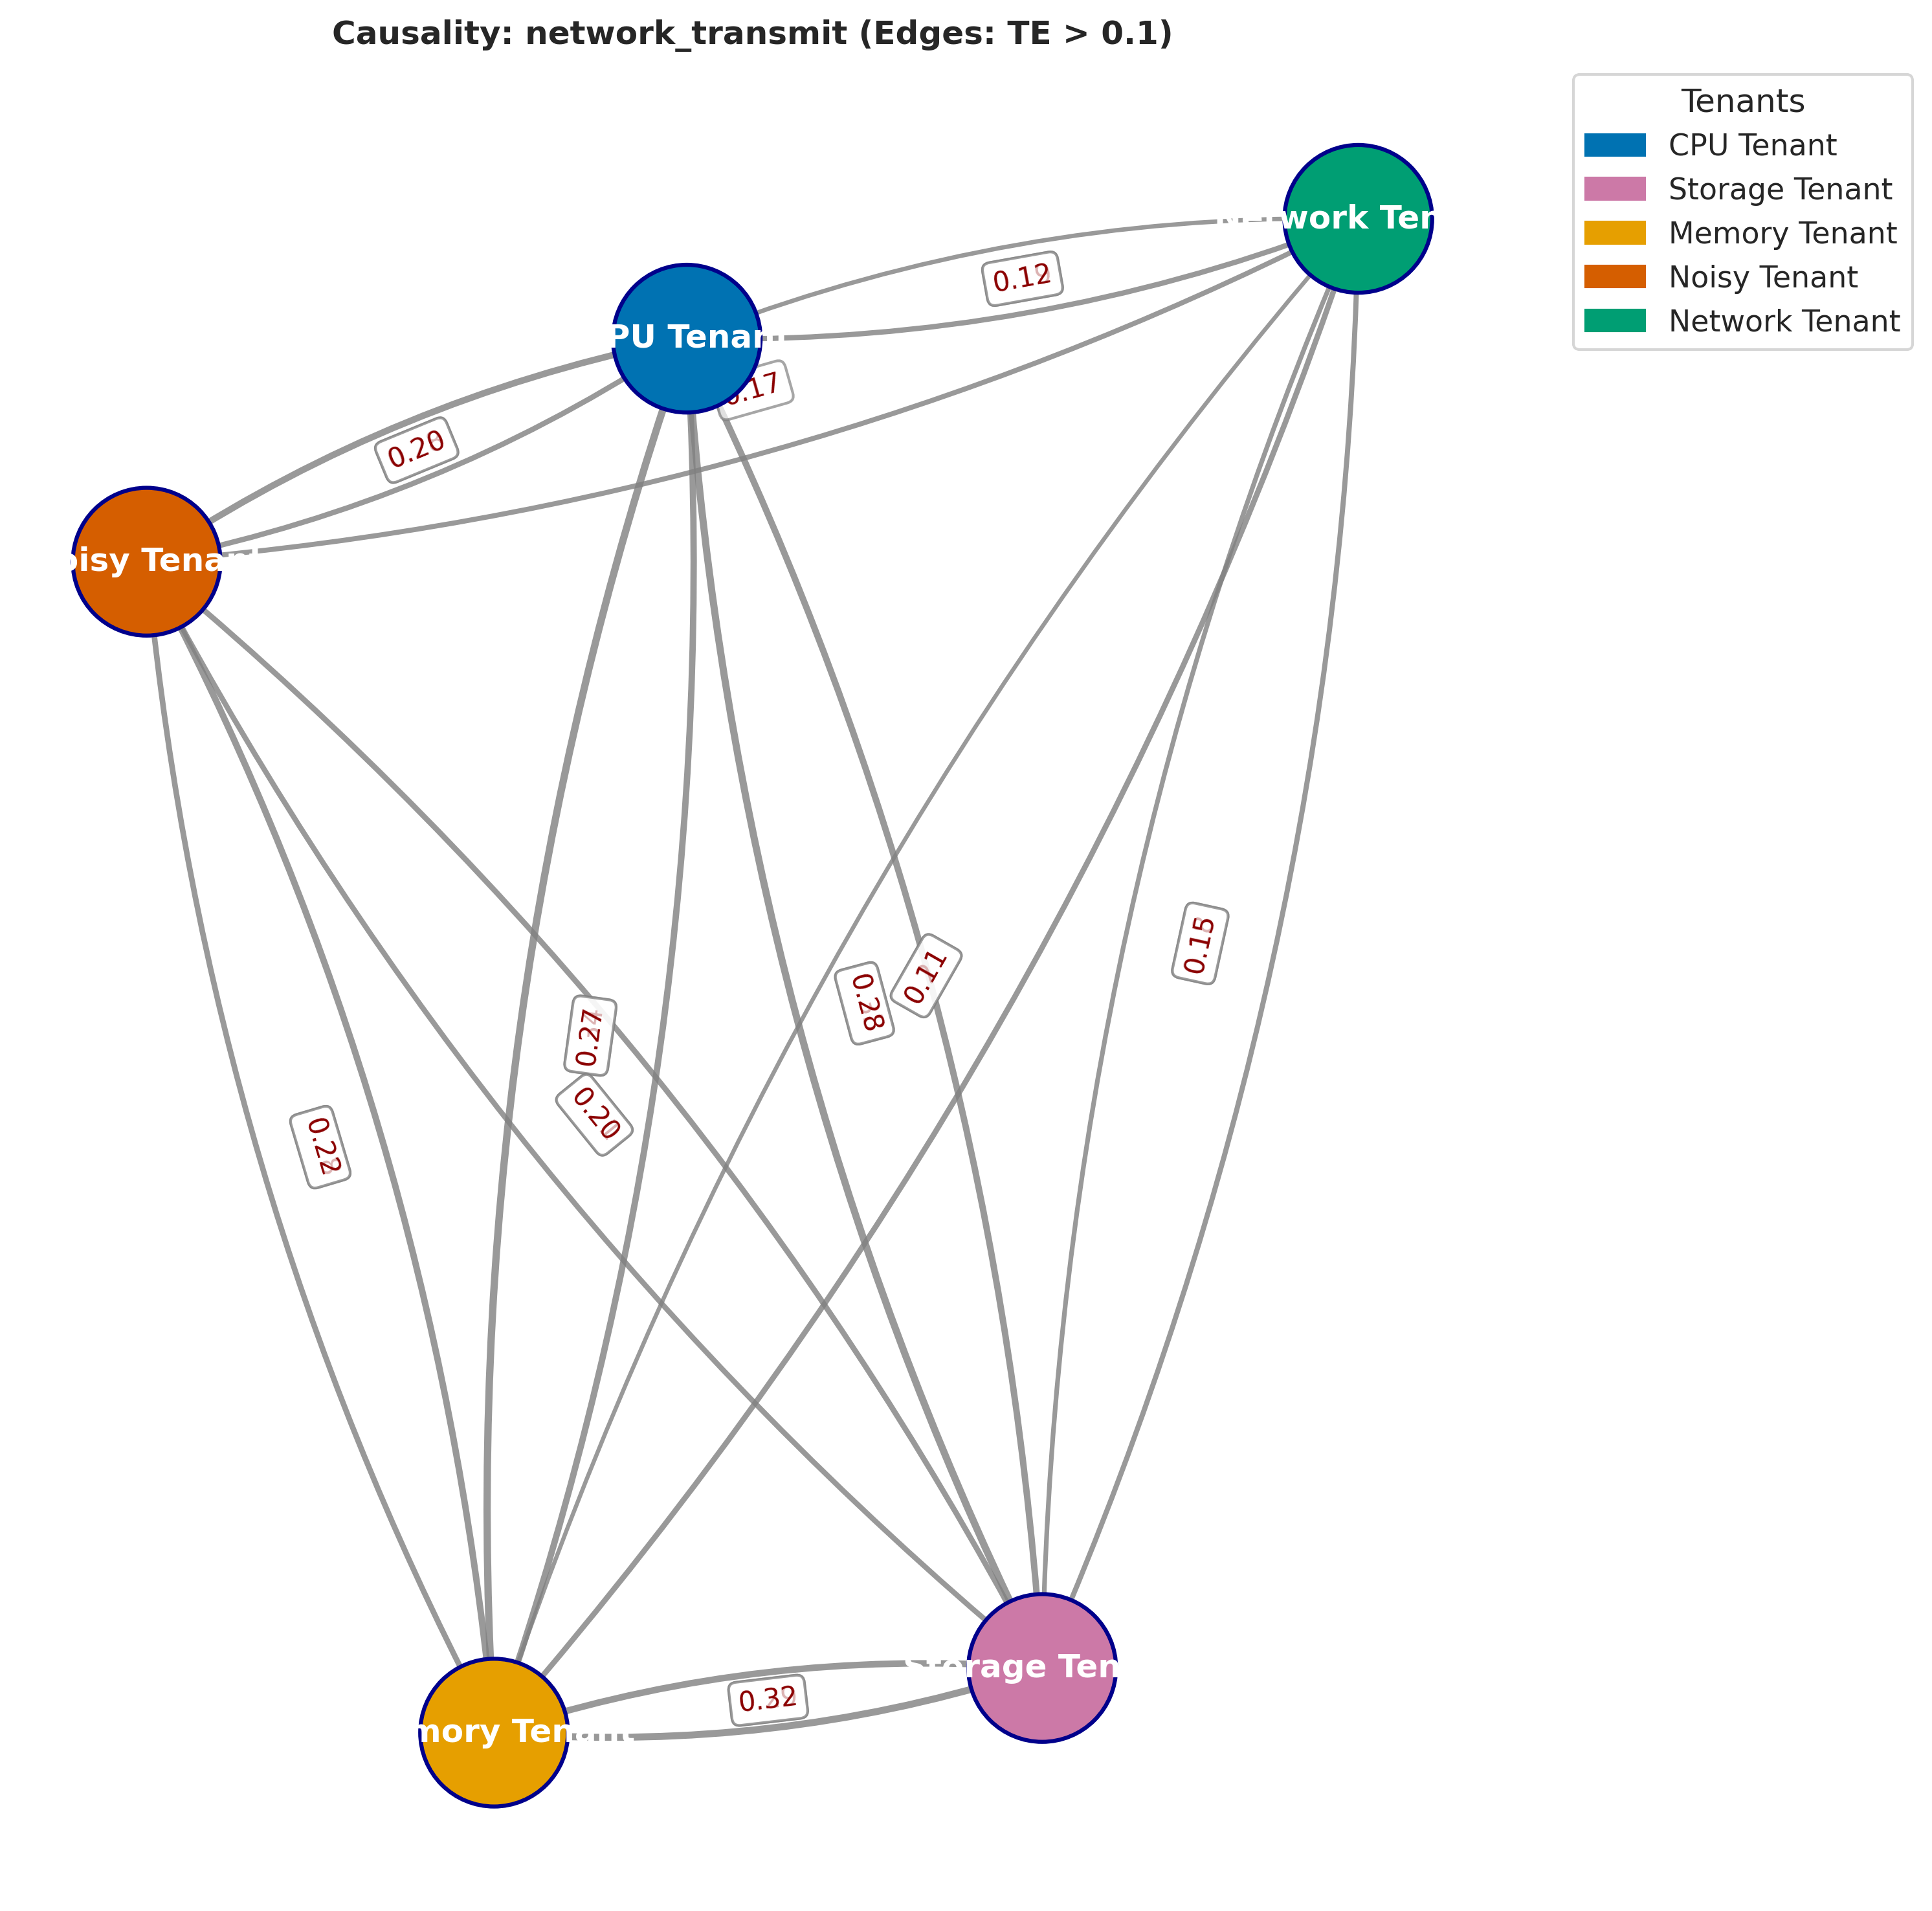 Causality: network_transmit (Edges: TE > 0.1)
Tenants
CPU Tenant
Storage Tenant
Memory Tenant
Noisy Tenant
Network Tenant
work Ten
0.12
PU Tenan
0.17
0.20
oisy Tenan
0.15
0.11
0.28
0.27
0.20
0.22
Storage Ten
0.32
mory Tenant